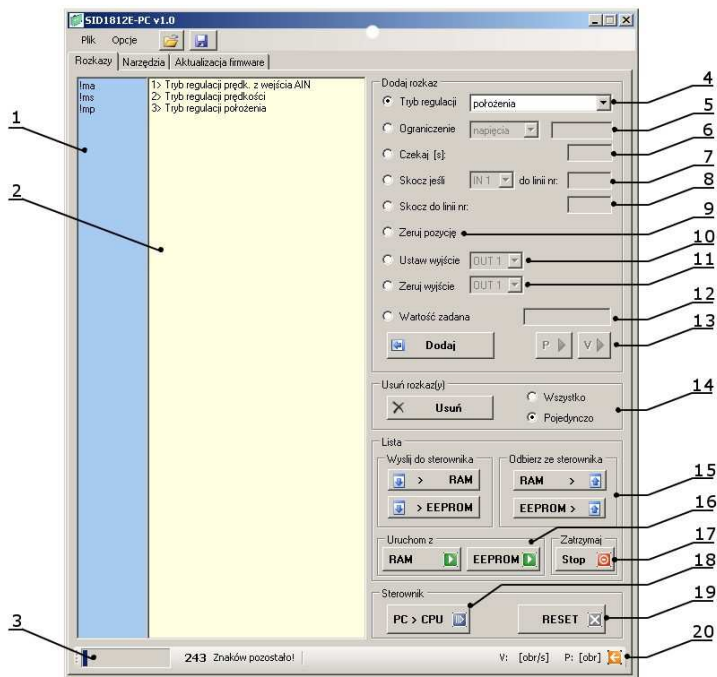 SID1812E-PC v1.0
Plik Opcje
Rozkazy Narzędzia Aktualizacja firmware
!ma
!ms
!mp
1> Tryb regulacji prędk. z wejścia AIN
2> Tryb regulacji prędkości
3> Tryb regulacji położenia
Dodaj rozkaz
Tryb regulacji położenia
Ograniczenie napięcia
Czekaj [s]:
Skocz jeśli IN 1 do linii nr:
Skocz do linii nr:
Zeruj pozycję
Ustaw wyjście OUT 1
Zeruj wyjście OUT 1
Wartość zadana
Dodaj P V
Usuń rozkaz(y)
Usuń
Wszystko
Pojedynczo
Lista
Wyslij do sterownika
> RAM
> EEPROM
Odbierz ze sterownika
RAM >
EEPROM >
Uruchom z
RAM EEPROM
Zatrzymaj
Stop
Sterownik
PC > CPU RESET
243 Znaków pozostało! V: [obr/s] P: [obr]
1
2
3
4
5
6
7
8
9
10
11
12
13
14
15
16
17
18
19
20